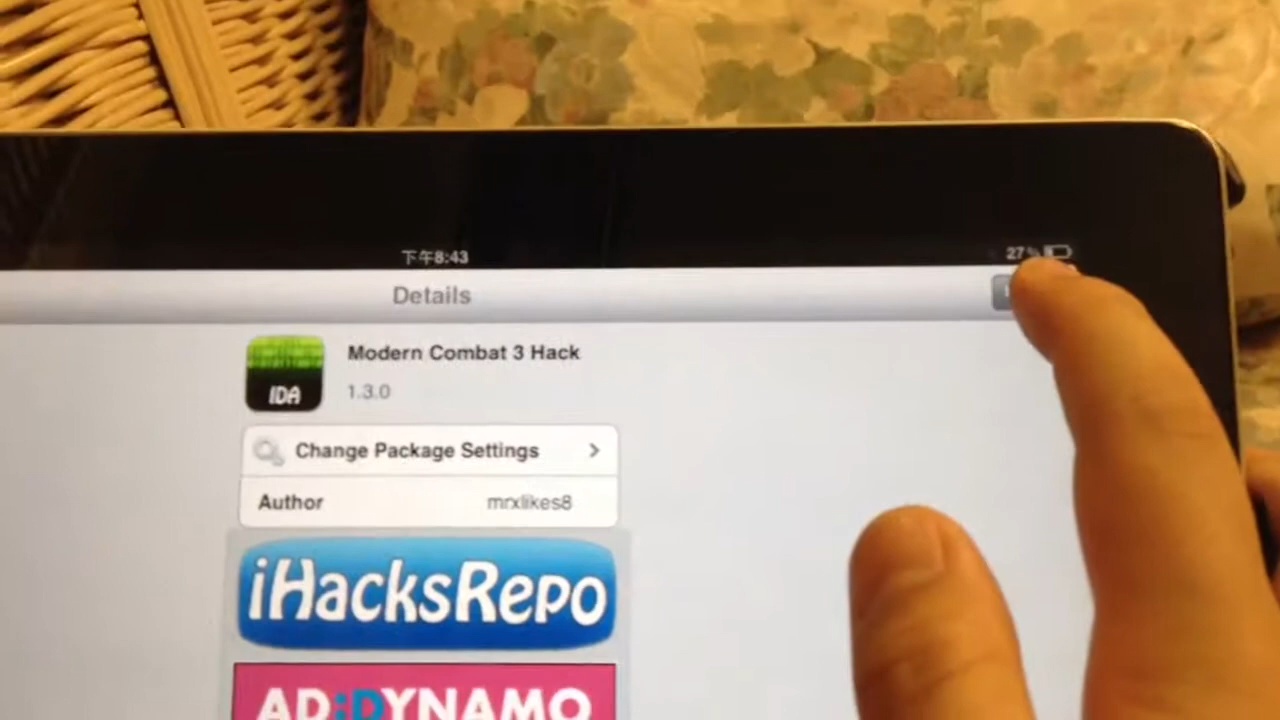 下午8:43
27%
Details
Modern Combat 3 Hack
IDA
1.3.0
Change Package Settings
Author
mrxlikes8
iHacksRepo
AD:DYNAMO